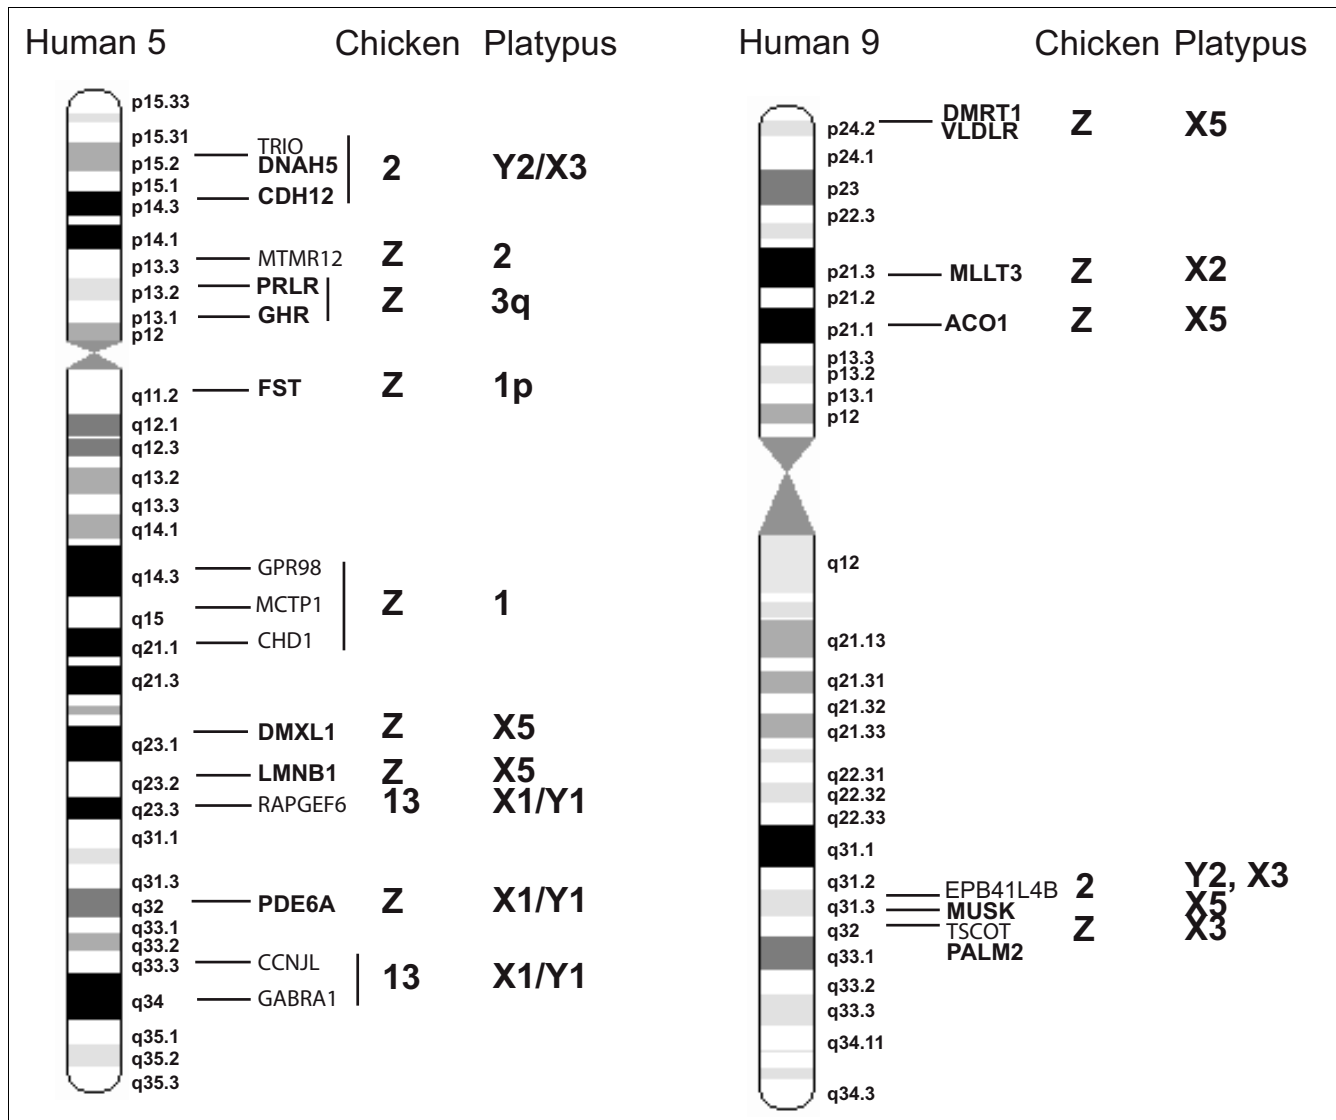 Human 5 Chicken Platypus
p15.33
p15.31
TRIO
p15.2 DNAH5 2 Y2/X3
p15.1
p14.3 CDH12
p14.1
p13.3 MTMR12 Z 2
p13.2 PRLR Z 3q
p13.1 GHR
p12
q11.2 FST Z 1p
q12.1
q12.3
q13.2
q13.3
q14.1
q14.3 GPR98
q15 MCTP1 Z 1
q21.1 CHD1
q21.3
q23.1 DMXL1 Z X5
q23.2 LMNB1 Z X5
q23.3 RAPGEF6 13 X1/Y1
q31.1
q31.3
q32 PDE6A Z X1/Y1
q33.1
q33.2
q33.3 CCNJL 13 X1/Y1
q34 GABRA1
q35.1
q35.2
q35.3
Human 9 Chicken Platypus
DMRT1
p24.2 VLDLR Z X5
p24.1
p23
p22.3
p21.3 MLLT3 Z X2
p21.2
p21.1 ACO1 Z X5
p13.3
p13.2
p13.1
p12
q12
q21.13
q21.31
q21.32
q21.33
q22.31
q22.32
q22.33
q31.1
q31.2 EPB41L4B 2 Y2, X3
q31.3 MUSK X5
q32 TSCOT Z X3
q33.1 PALM2
q33.2
q33.3
q34.11
q34.3